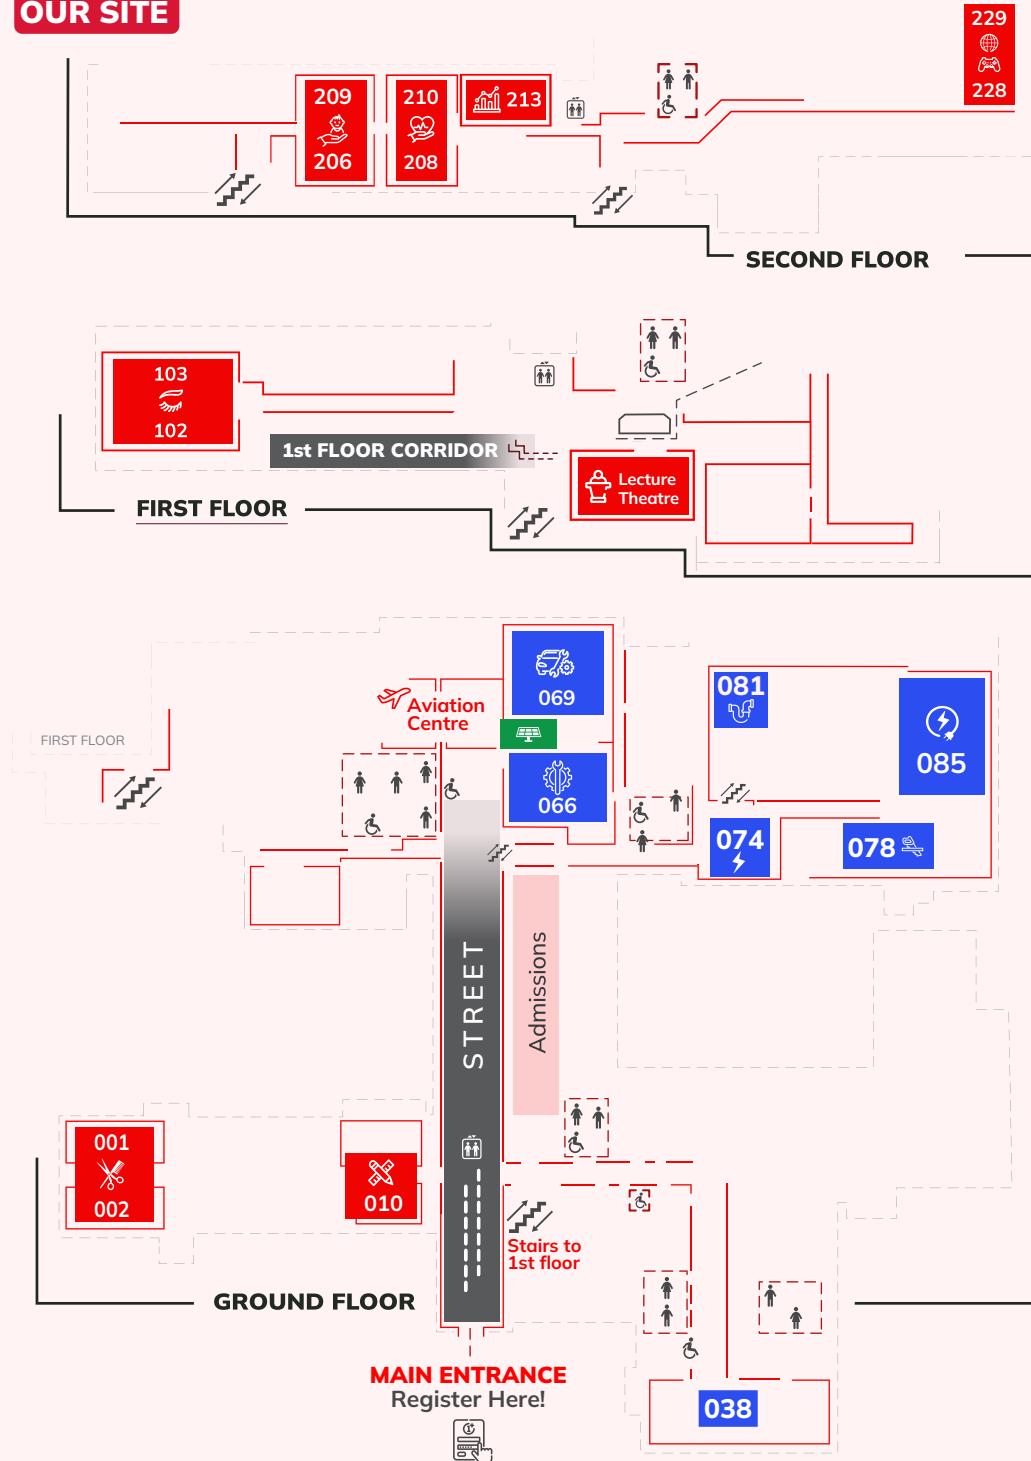 OUR SITE
229
228
209
206
210
208
213
SECOND FLOOR
103
102
1st FLOOR CORRIDOR
Lecture
Theatre
FIRST FLOOR
069
Aviation
Centre
066
081
085
074
078
FIRST FLOOR
STREET
Admissions
001
002
010
Stairs to
1st floor
GROUND FLOOR
MAIN ENTRANCE
Register Here!
038